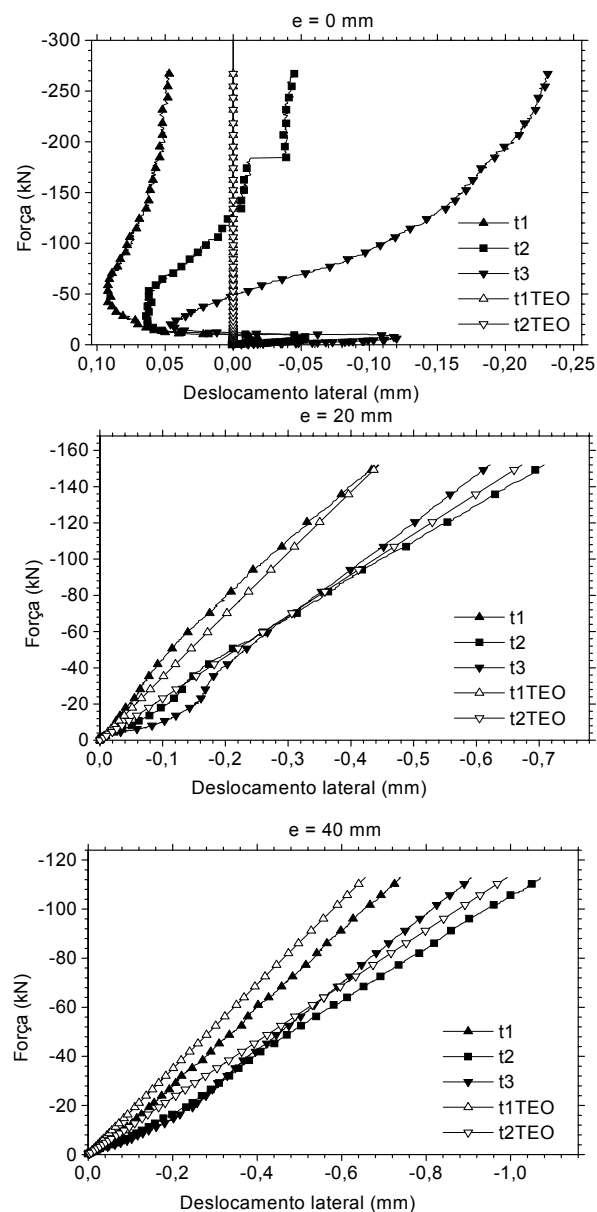 e = 0 mm
-300
-250
-200
-150
-100
-50
0
Força (kN)
t1
t2
t3
t1TEO
t2TEO
0,10 0,05 0,00 -0,05 -0,10 -0,15 -0,20 -0,25
Deslocamento lateral (mm)
e = 20 mm
-160
-140
-120
-100
-80
-60
-40
-20
0
Força (kN)
t1
t2
t3
t1TEO
t2TEO
0,0 -0,1 -0,2 -0,3 -0,4 -0,5 -0,6 -0,7
Deslocamento lateral (mm)
e = 40 mm
-120
-100
-80
-60
-40
-20
0
Força (kN)
t1
t2
t3
t1TEO
t2TEO
0,0 -0,2 -0,4 -0,6 -0,8 -1,0
Deslocamento lateral (mm)